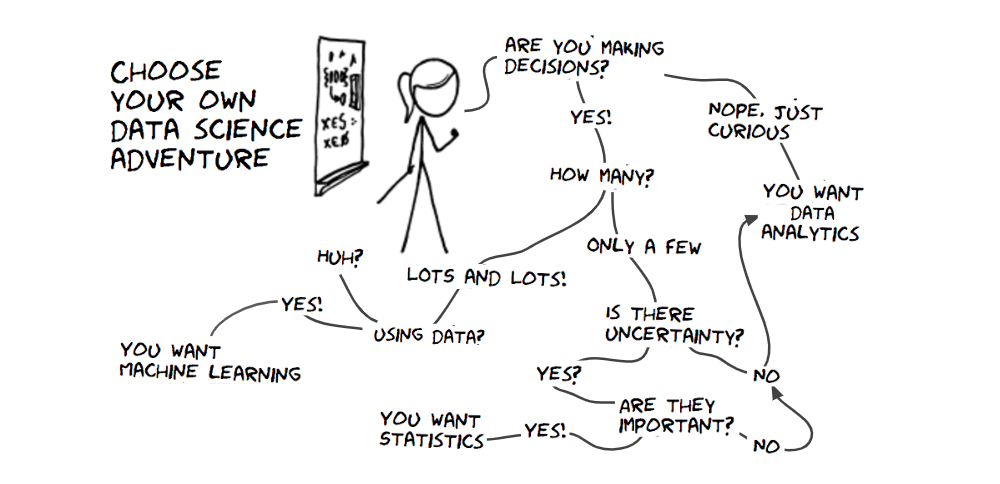 CHOOSE
YOUR OWN
DATA SCIENCE
ADVENTURE
ARE YOU MAKING
DECISIONS?
YES!
NOPE, JUST
CURIOUS
HOW MANY?
YOU WANT
DATA
ANALYTICS
ONLY A FEW
HUH?
LOTS AND LOTS!
YES!
USING DATA?
IS THERE
UNCERTAINTY?
YOU WANT
MACHINE LEARNING
YES?
NO
ARE THEY
IMPORTANT?
YOU WANT
STATISTICS
YES!
NO